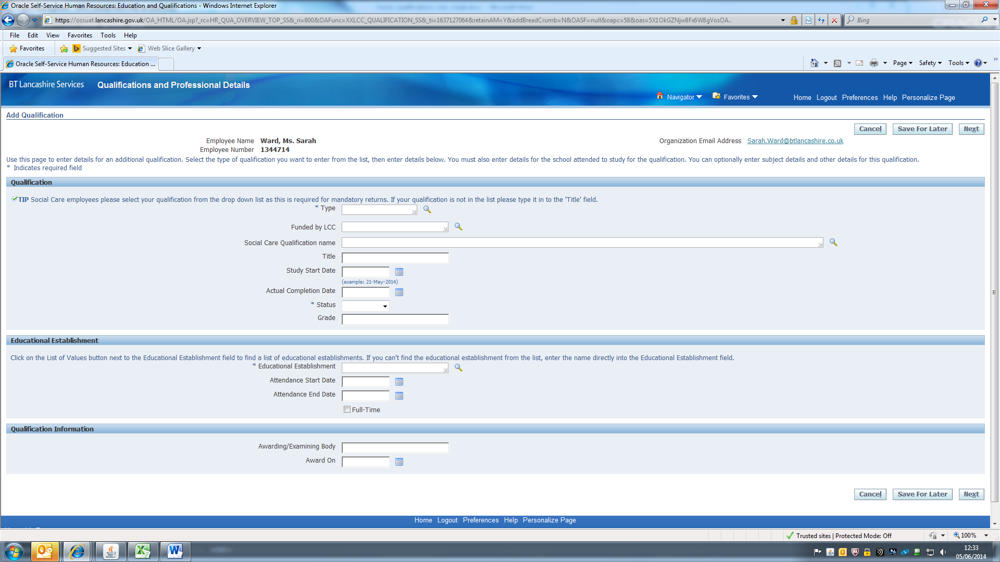 Oracle Self-Service Human Resources: Education and Qualifications - Windows Internet Explorer
https://ossuat.lancashire.gov.uk/OA_HTML/OA.jsp?_rc=HR_QUA_OVERVIEW_TOP_SS&_ri=800&OAFunc=XXLCC_QUALIFICATION_SS&_ti=1637127064&retainAM=Y&addBreadCrumb=N&OASF=null&oapc=58&oas=5X1OkGZNjw8Fx6W8gVosOA..
Bing
File Edit View Favorites Tools Help
Favorites Suggested Sites Web Slice Gallery
Oracle Self-Service Human Resources: Education ...
Page Safety Tools
BT Lancashire Services Qualifications and Professional Details
Navigator Favorites Home Logout Preferences Help Personalize Page
Add Qualification
Cancel Save For Later Next
Employee Name Ward, Ms. Sarah Organization Email Address Sarah.Ward@btlancashire.co.uk
Employee Number 1344714
Use this page to enter details for an additional qualification. Select the type of qualification you want to enter from the list, then enter details below. You must also enter details for the school attended to study for the qualification. You can optionally enter subject details and other details for this qualification.
* Indicates required field
Qualification
TIP Social Care employees please select your qualification from the drop down list as this is required for mandatory returns. If your qualification is not in the list please type it in to the 'Title' field.
* Type
Funded by LCC
Social Care Qualification name
Title
Study Start Date
(example: 21-May-2014)
Actual Completion Date
* Status
Grade
Educational Establishment
Click on the List of Values button next to the Educational Establishment field to find a list of educational establishments. If you can't find the educational establishment from the list, enter the name directly into the Educational Establishment field.
* Educational Establishment
Attendance Start Date
Attendance End Date
Full-Time
Qualification Information
Awarding/Examining Body
Award On
Cancel Save For Later Next
Home Logout Preferences Help Personalize Page
Trusted sites | Protected Mode: Off 100%
12:33
05/06/2014